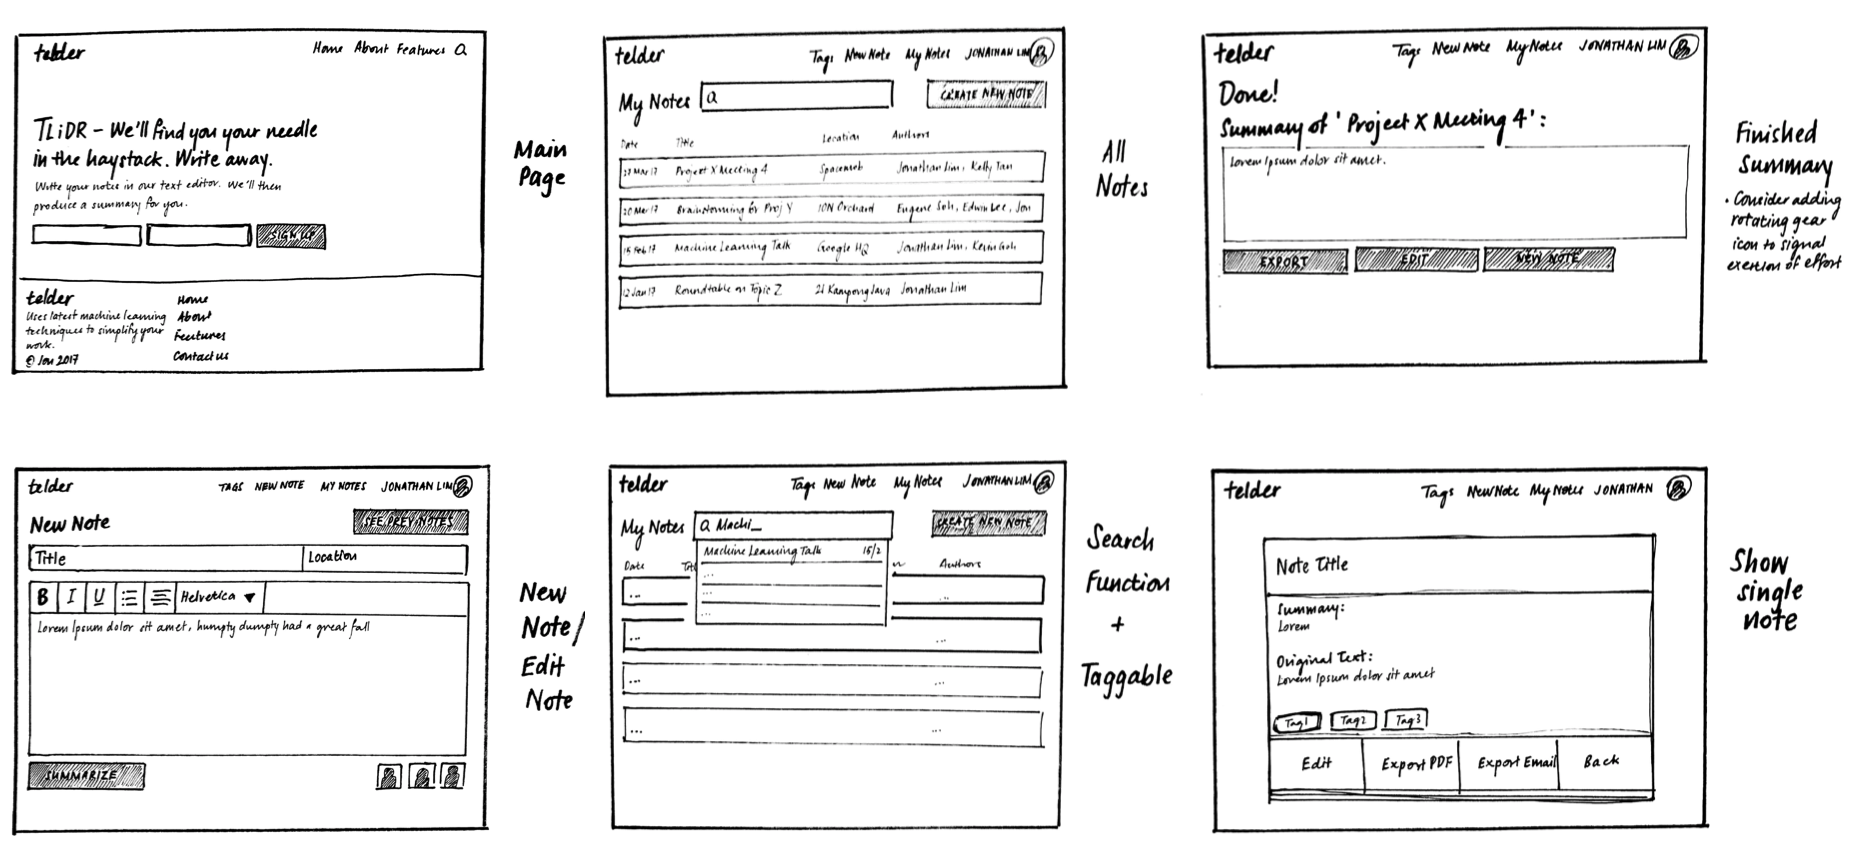 telder
Home About Features
TLiDR - We'll find you your needle
in the haystack. Write away.
Write your notes in our text editor. We'll then
produce a summary for you.
SIGN UP
telder
Uses latest machine learning
techniques to simplify your
work.
© Jon 2017
Home
About
Features
Contact us
Main
Page
telder
Tags New Note My Notes JONATHAN LIM
My Notes
CREATE NEW NOTE
Date Title Location Authors
27 Mar 17 Project X Meeting 4 Spacemob Jonathan Lim, Kelly Tan
20 Mar 17 Brainstorming for Proj Y ION Orchard Eugene Soh, Edwin Lee, Jon
15 Feb 17 Machine Learning Talk Google HQ Jonathan Lim, Kevin Goh
12 Jan 17 Roundtable on Topic Z 21 Kampong Java Jonathan Lim
All
Notes
telder
Tags New Note My Notes JONATHAN LIM
Done!
Summary of 'Project X Meeting 4':
Lorem Ipsum dolor sit amet.
EXPORT
EDIT
NEW NOTE
Finished
Summary
• Consider adding
rotating gear
icon to signal
exertion of effort
telder
TAGS NEW NOTE MY NOTES JONATHAN LIM
New Note
SEE PREV NOTES
Title
Location
B I U Helvetica
Lorem Ipsum dolor sit amet, humpty dumpty had a great fall
SUMMARIZE
New
Note/
Edit
Note
telder
Tags New Note My Notes JONATHAN LIM
My Notes
Machi_
CREATE NEW NOTE
Machine Learning Talk 15/2
...
...
Date Authors
... 
... ...
... ...
... ...
Search
Function
+
Taggable
telder
Tags New Note My Notes JONATHAN
Note Title
Summary:
Lorem
Original Text:
Lorem Ipsum dolor sit amet
Tag1 Tag2 Tag3
Edit
Export PDF
Export Email
Back
Show
single
note